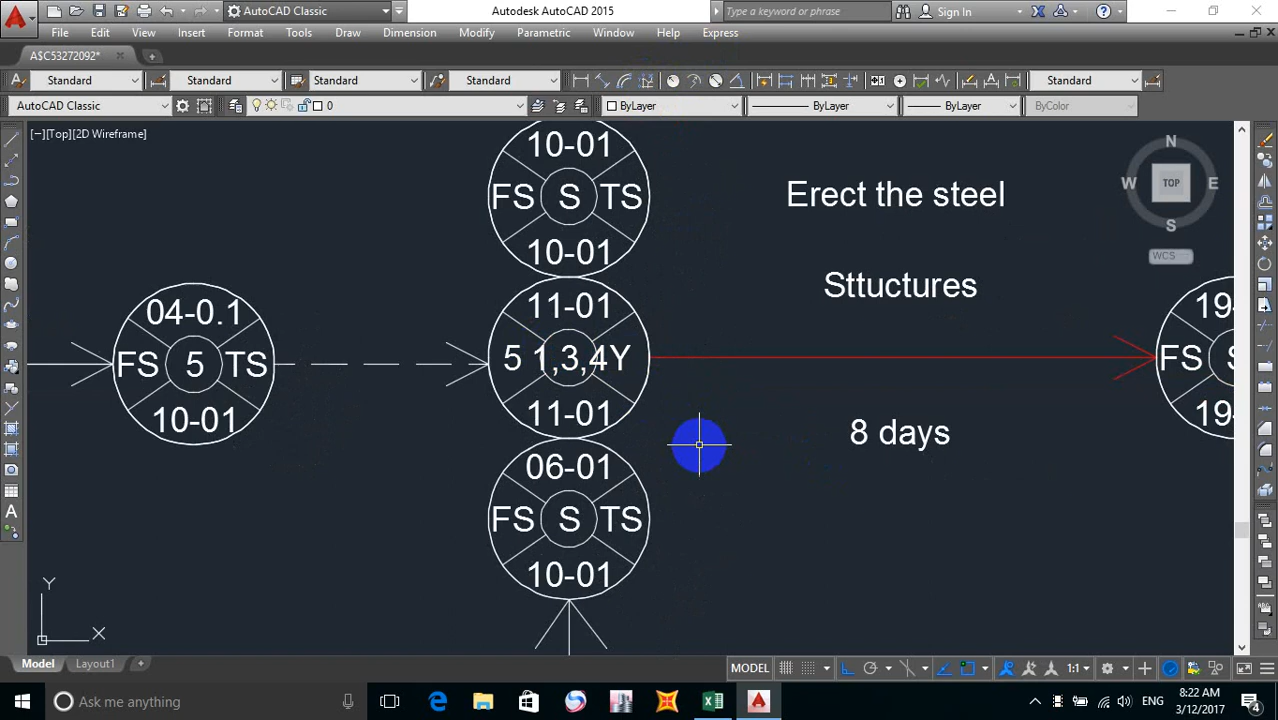 AutoCAD Classic
Autodesk AutoCAD 2015
Type a keyword or phrase
Sign In
File Edit View Insert Format Tools Draw Dimension Modify Parametric Window Help Express
A$C53272092*
Standard Standard Standard Standard Standard
AutoCAD Classic 0 ByLayer ByLayer ByLayer ByColor
[−][Top][2D Wireframe]
N
W TOP E
S
WCS
10-01
FS S TS
10-01
Erect the steel
Sttuctures
04-0.1
FS 5 TS
10-01
11-01
5 1,3,4Y
11-01
8 days
19-
FS
19-
06-01
FS S TS
10-01
Y
X
Model Layout1
MODEL 1:1
Ask me anything
ENG
8:22 AM
3/12/2017
4